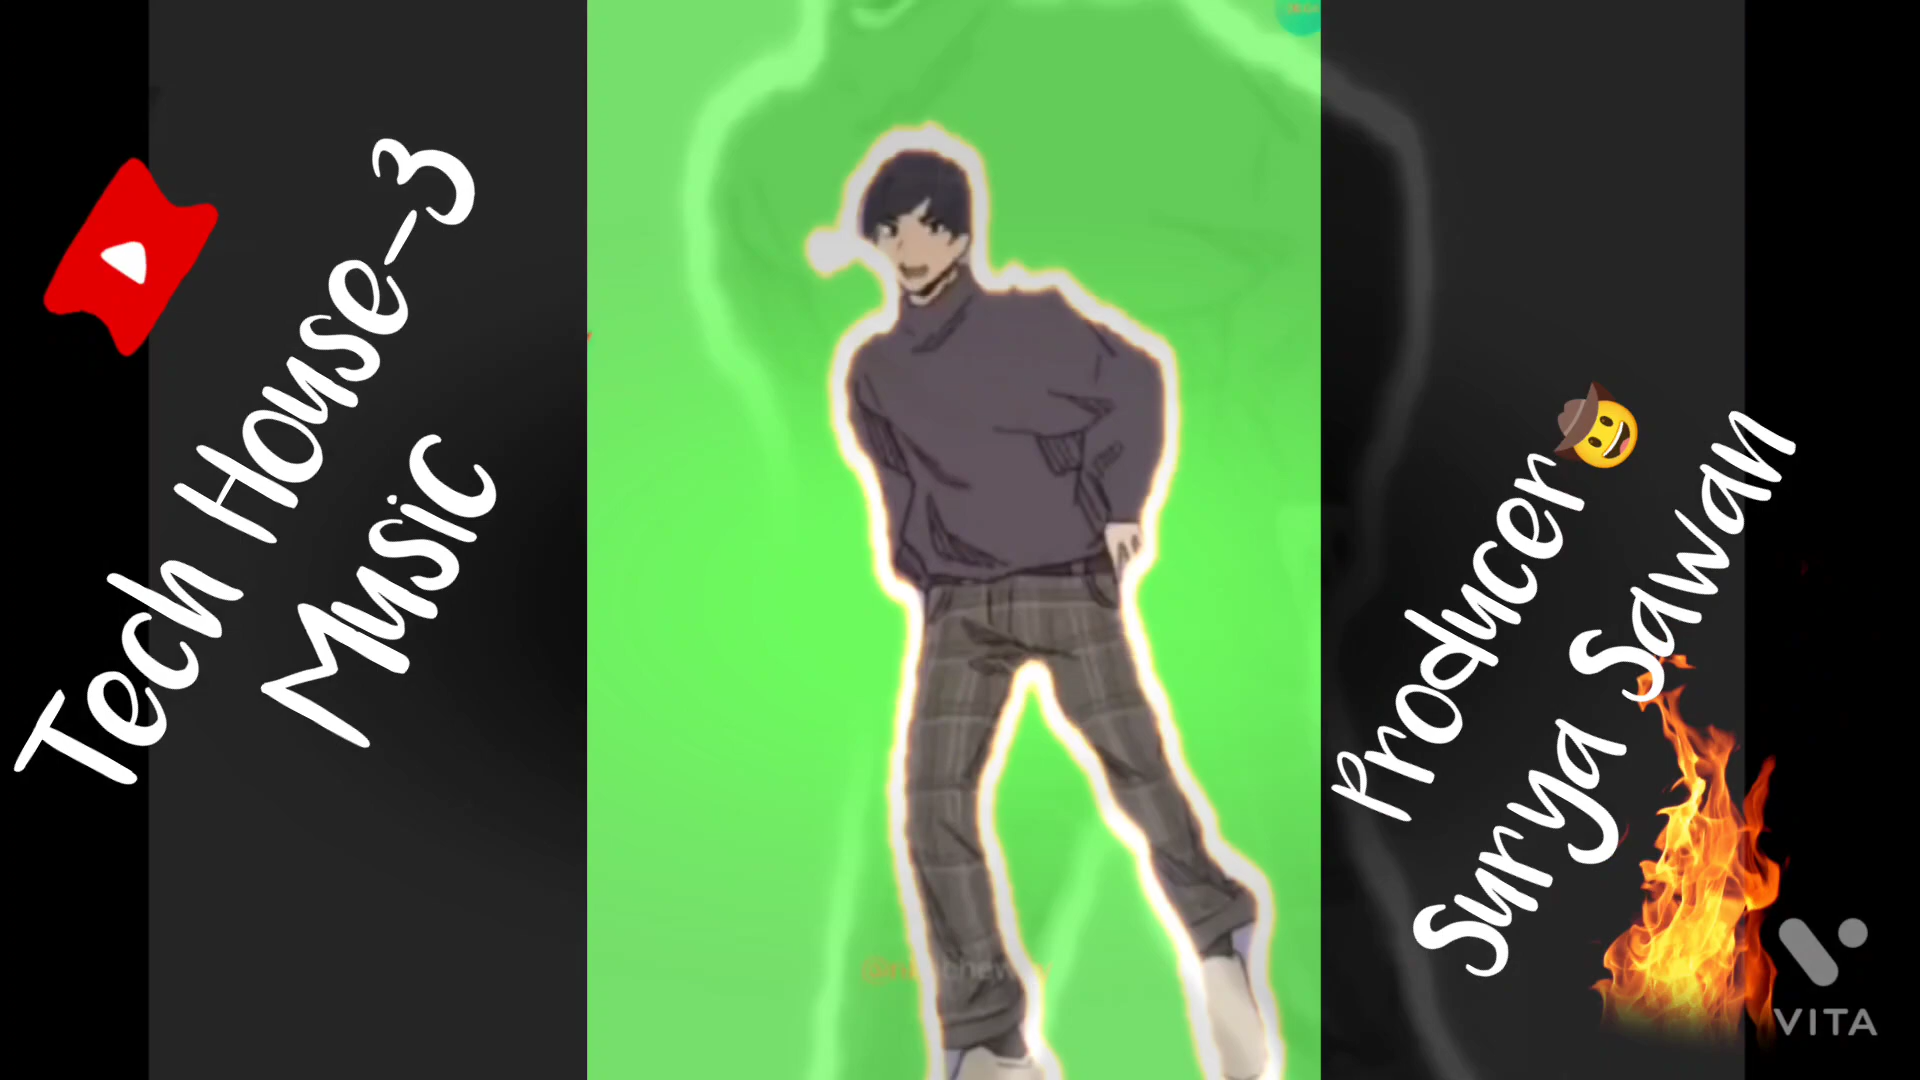 Tech House-3
Music
Producer
Surya Sawan
VITA